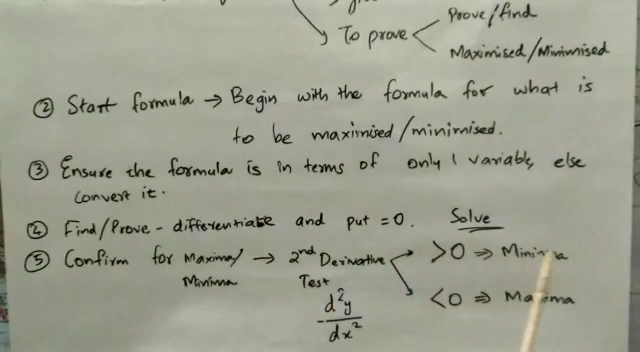 To prove < Prove/find
Maximised/Minimised
② Start formula → Begin with the formula for what is
to be maximised/minimised.
③ Ensure the formula is in terms of only 1 variable, else
convert it.
④ Find/Prove - differentiate and put =0. Solve
⑤ Confirm for Maxima/ → 2nd Derivative >0 ⇒ Minima
Minima Test <0 ⇒ Maxima
d²y
dx²